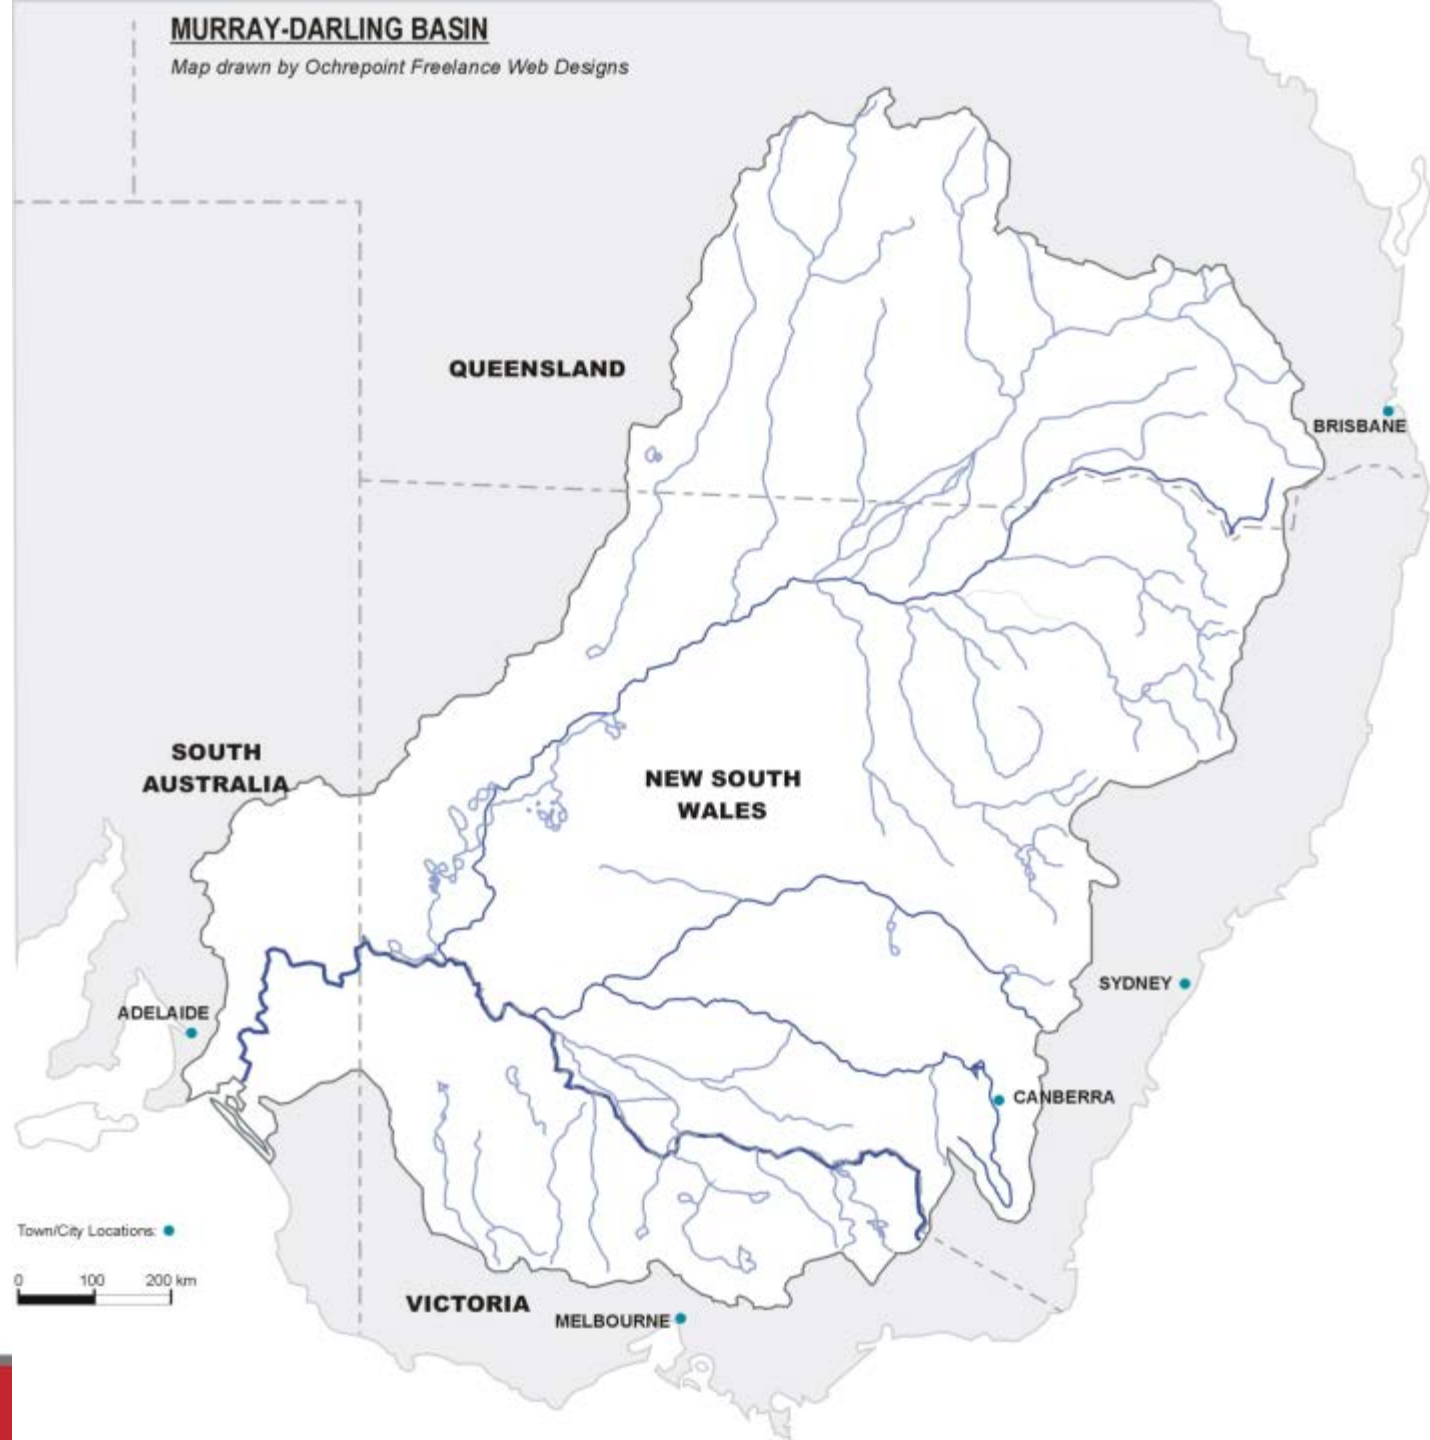 MURRAY-DARLING BASIN
Map drawn by Ochrepoint Freelance Web Designs
QUEENSLAND
BRISBANE
SOUTH
AUSTRALIA
NEW SOUTH
WALES
SYDNEY
ADELAIDE
CANBERRA
Town/City Locations:
0 100 200 km
VICTORIA
MELBOURNE